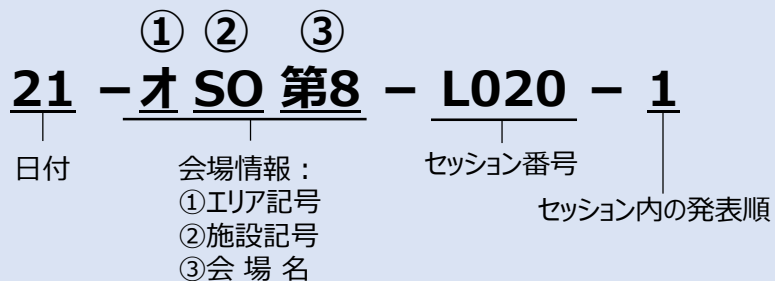 ① ② ③
21 －オ SO 第8 － L020 － 1
日付
会場情報：
①エリア記号
②施設記号
③会 場 名
セッション番号
セッション内の発表順